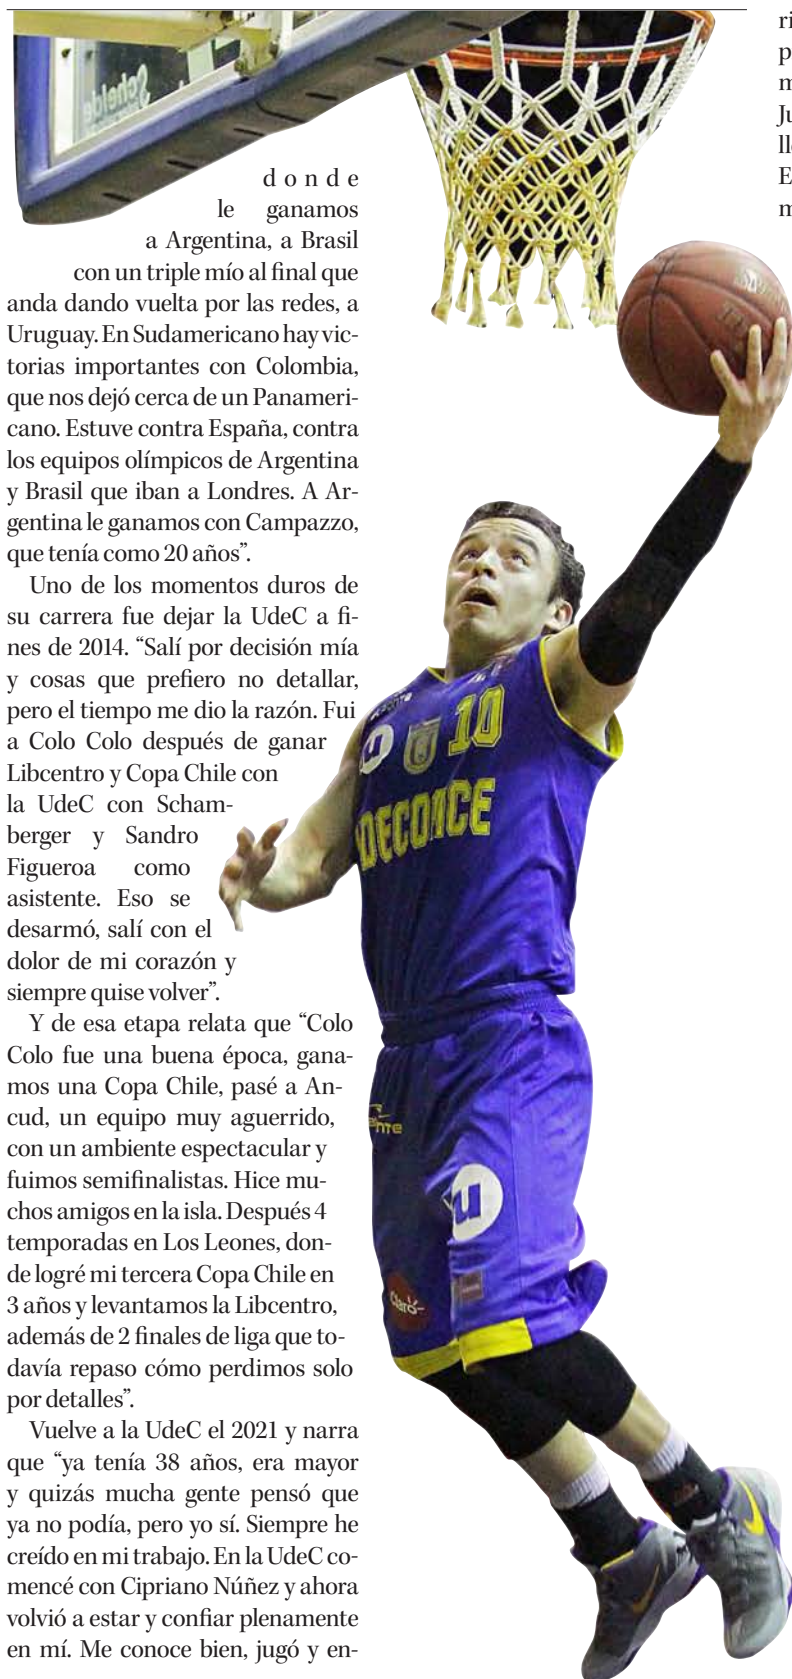 Schelde
donde
le ganamos
a Argentina, a Brasil
con un triple mío al final que
anda dando vuelta por las redes, a
Uruguay. En Sudamericano hay vic-
torias importantes con Colombia,
que nos dejó cerca de un Panameri-
cano. Estuve contra España, contra
los equipos olímpicos de Argentina
y Brasil que iban a Londres. A Ar-
gentina le ganamos con Campazzo,
que tenía como 20 años”.
Uno de los momentos duros de
su carrera fue dejar la UdeC a fi-
nes de 2014. “Salí por decisión mía
y cosas que prefiero no detallar,
pero el tiempo me dio la razón. Fui
a Colo Colo después de ganar
Libcentro y Copa Chile con
la UdeC con Scham-
berger y Sandro
Figueroa como
asistente. Eso se
desarmó, salí con el
dolor de mi corazón y
siempre quise volver”.
Y de esa etapa relata que “Colo
Colo fue una buena época, gana-
mos una Copa Chile, pasé a An-
cud, un equipo muy aguerrido,
con un ambiente espectacular y
fuimos semifinalistas. Hice mu-
chos amigos en la isla. Después 4
temporadas en Los Leones, don-
de logré mi tercera Copa Chile en
3 años y levantamos la Libcentro,
además de 2 finales de liga que to-
davía repaso cómo perdimos solo
por detalles”.
Vuelve a la UdeC el 2021 y narra
que “ya tenía 38 años, era mayor
y quizás mucha gente pensó que
ya no podía, pero yo sí. Siempre he
creído en mi trabajo. En la UdeC co-
mencé con Cipriano Núñez y ahora
volvió a estar y confiar plenamente
en mí. Me conoce bien, jugó y en-
u
10
DECONCE
u
Claro